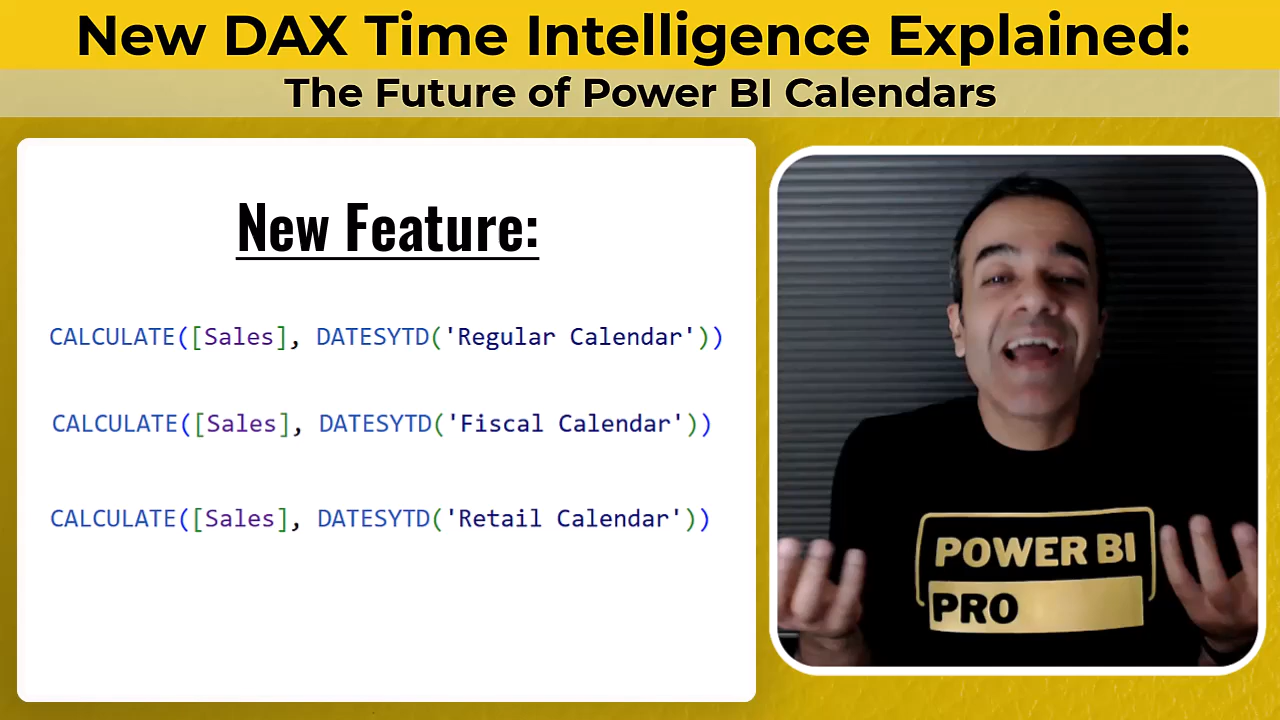 New DAX Time Intelligence Explained:
The Future of Power BI Calendars
New Feature:
CALCULATE([Sales], DATESYTD('Regular Calendar'))
CALCULATE([Sales], DATESYTD('Fiscal Calendar'))
CALCULATE([Sales], DATESYTD('Retail Calendar'))
POWER BI
PRO